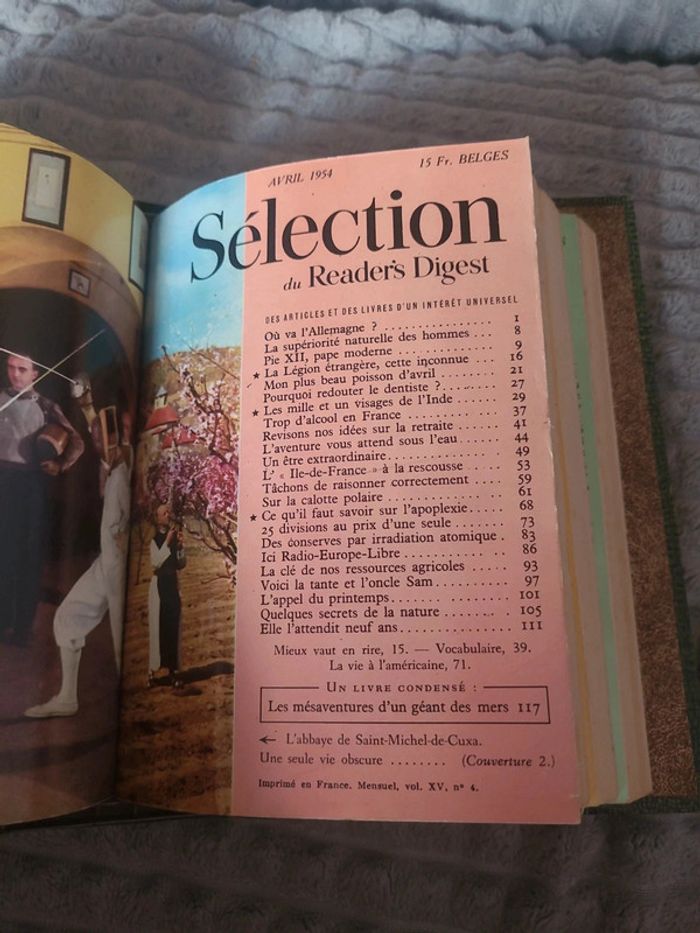 AVRIL 1954 15 Fr. BELGES
Sélection
du Reader's Digest
DES ARTICLES ET DES LIVRES D'UN INTÉRÊT UNIVERSEL
Où va l'Allemagne ? ................ 1
La supériorité naturelle des hommes ... 8
Pie XII, pape moderne .............. 9
★ La Légion étrangère, cette inconnue ... 16
Mon plus beau poisson d'avril ........ 21
Pourquoi redouter le dentiste ?........ 27
★ Les mille et un visages de l'Inde ...... 29
Trop d'alcool en France ............ 37
Revisons nos idées sur la retraite ...... 41
L'aventure vous attend sous l'eau....... 44
Un être extraordinaire................ 49
L' « Ile-de-France » à la rescousse ..... 53
Tâchons de raisonner correctement .... 59
Sur la calotte polaire .............. 61
★ Ce qu'il faut savoir sur l'apoplexie..... 68
25 divisions au prix d'une seule ....... 73
Des conserves par irradiation atomique . 83
Ici Radio-Europe-Libre ............ 86
La clé de nos ressources agricoles ..... 93
Voici la tante et l'oncle Sam.......... 97
L'appel du printemps............... 101
Quelques secrets de la nature ........ 105
Elle l'attendit neuf ans............... 111
Mieux vaut en rire, 15. — Vocabulaire, 39.
La vie à l'américaine, 71.
UN LIVRE CONDENSÉ :
Les mésaventures d'un géant des mers 117
← L'abbaye de Saint-Michel-de-Cuxa.
Une seule vie obscure ........ (Couverture 2.)
Imprimé en France. Mensuel, vol. XV, nº 4.